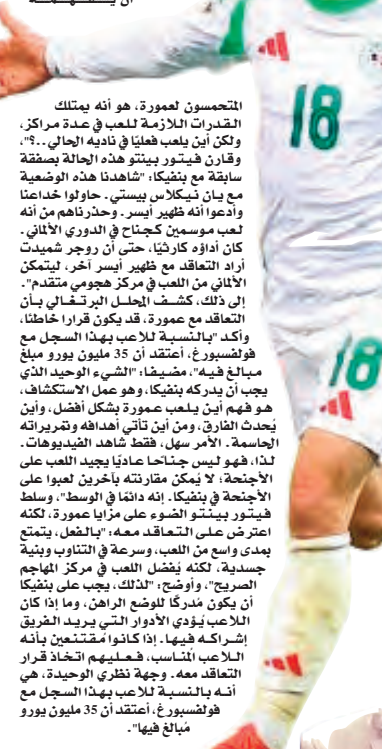 المتحمسون لعمورة، هو أنه يمتلك
القدرات اللازمة للعب في عدة مراكز،
ولكن أين يلعب فعليًا في ناديه الحالي..؟"،
وقارن فيتور بينتو هذه الحالة بصفقة
سابقة مع بنفيكا: "شاهدنا هذه الوضعية
مع يان نيكلاس بيستي. حاولوا خداعنا
وأدعوا أنه ظهير أيسر. وحذرناهم من أنه
لعب موسمين كجناح في الدوري الألماني.
كان أداؤه كارثيًا، حتى أن روجر شميدت
أراد التعاقد مع ظهير أيسر آخر، ليتمكن
الألماني من اللعب في مركز هجومي متقدم".
إلى ذلك، كشف المحلل البرتغالي بأن
التعاقد مع عمورة، قد يكون قرارا خاطئا،
وأكد "بالنسبة للاعب بهذا السجل مع
فولفسبورغ، أعتقد أن 35 مليون يورو مبلغ
مبالغ فيه"، مضيفا: "الشيء الوحيد الذي
يجب أن يدركه بنفيكا، وهو عمل الاستكشاف،
هو فهم أين يلعب عمورة بشكل أفضل، وأين
يُحدث الفارق، ومن أين تأتي أهدافه وتمريراته
الحاسمة. الأمر سهل، فقط شاهد الفيديوهات.
لذا، فهو ليس جناحًا عاديًا يجيد اللعب على
الأجنحة؛ لا يُمكن مقارنته بآخرين لعبوا على
الأجنحة في بنفيكا. إنه دائمًا في الوسط"، وسلط
فيتور بينتو الضوء على مزايا عمورة، لكنه
اعترض على التعاقد معه: "بالفعل، يتمتع
بمدى واسع من اللعب، وسرعة في التناوب وبنية
جسدية، لكنه يُفضل اللعب في مركز المهاجم
الصريح"، وأوضح: "لذلك، يجب على بنفيكا
أن يكون مُدركًا للوضع الراهن، وما إذا كان
اللاعب يُؤدي الأدوار التي يريد الفريق
إشراكه فيها. إذا كانوا مُقتنعين بأنه
اللاعب المُناسب، فعليهم اتخاذ قرار
التعاقد معه. وجهة نظري الوحيدة، هي
أنه بالنسبة للاعب بهذا السجل مع
فولفسبورغ، أعتقد أن 35 مليون يورو
مُبالغ فيها".
18
18